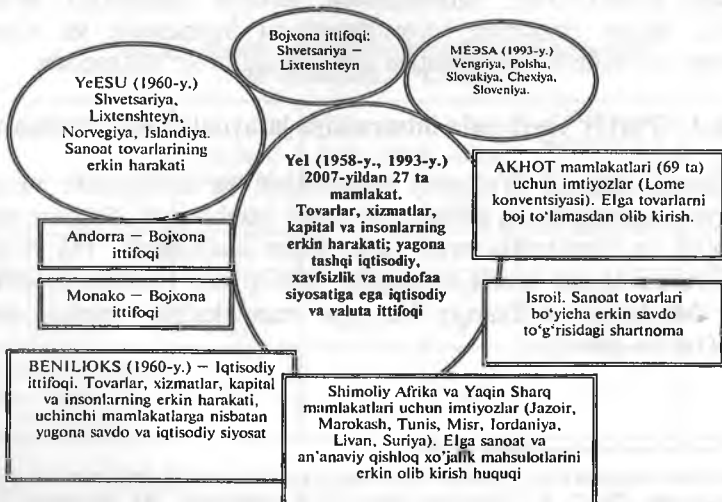 Bojxona ittifoqi:
Shvetsariya –
Lixtenshteyn
MEЭSA (1993-y.)
Vengriya, Polsha,
Slovakiya, Chexiya,
Sloveniya.
YeESU (1960-y.)
Shvetsariya,
Lixtenshteyn,
Norvegiya, Islandiya.
Sanoat tovarlarining
erkin harakati
YeI (1958-y., 1993-y.)
2007-yildan 27 ta
mamlakat.
Tovarlar, xizmatlar,
kapital va insonlarning
erkin harakati; yagona
tashqi iqtisodiy,
xavfsizlik va mudofaa
siyosatiga ega iqtisodiy
va valuta ittifoqi
AKHOT mamlakatlari (69 ta)
uchun imtiyozlar (Lome
konventsiyasi). EIga tovarlarni
boj to'lamasdan olib kirish.
Andorra – Bojxona
ittifoqi
Monako – Bojxona
ittifoqi
Isroil. Sanoat tovarlari
bo'yicha erkin savdo
to'g'risidagi shartnoma
BENILIOKS (1960-y.) – Iqtisodiy
ittifoqi. Tovarlar, xizmatlar, kapital
va insonlarning erkin harakati,
uchinchi mamlakatlarga nisbatan
yagona savdo va iqtisodiy siyosat
Shimoliy Afrika va Yaqin Sharq
mamlakatlari uchun imtiyozlar (Jazoir,
Marokash, Tunis, Misr, Iordaniya,
Livan, Suriya). EIga sanoat va
an'anaviy qishloq xo'jalik mahsulotlarini
erkin olib kirish huquqi